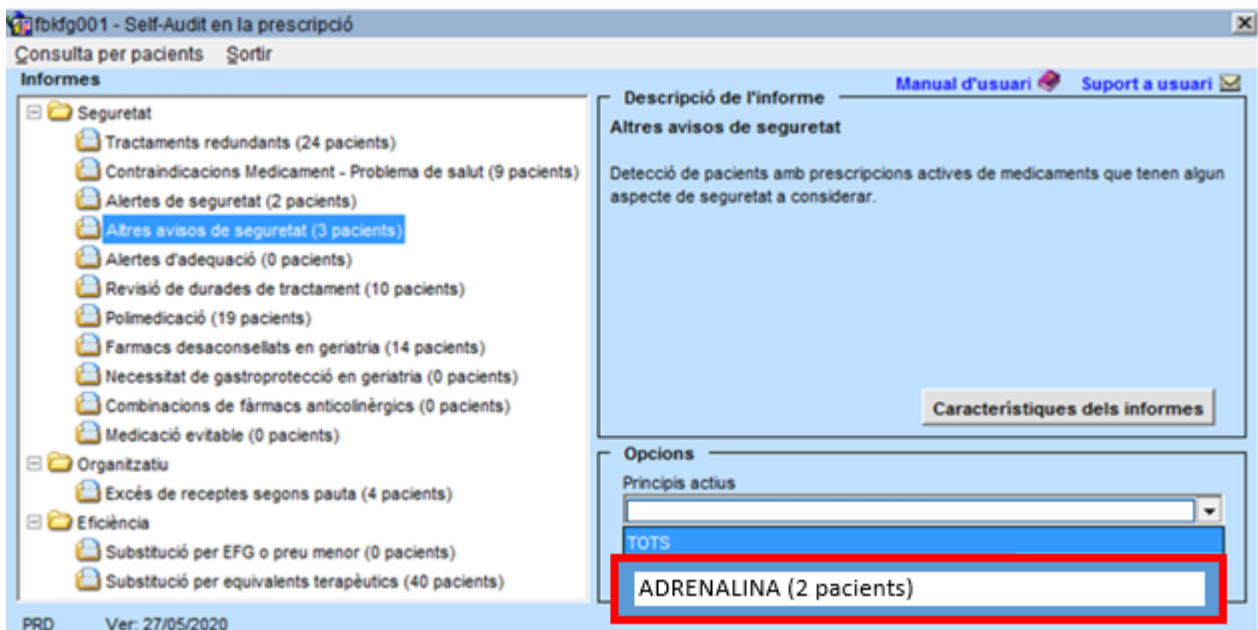 fbkfg001 - Self-Audit en la prescripció
Consulta per pacients Sortir
Informes
Manual d'usuari Suport a usuari
Seguretat
Tractaments redundants (24 pacients)
Contraindicacions Medicament - Problema de salut (9 pacients)
Alertes de seguretat (2 pacients)
Altres avisos de seguretat (3 pacients)
Alertes d'adequació (0 pacients)
Revisió de durades de tractament (10 pacients)
Polimedicació (19 pacients)
Farmacs desaconsellats en geriatria (14 pacients)
Necessitat de gastroprotecció en geriatria (0 pacients)
Combinacions de fàrmacs anticolinèrgics (0 pacients)
Medicació evitable (0 pacients)
Organitzatiu
Excés de receptes segons pauta (4 pacients)
Eficiència
Substitució per EFG o preu menor (0 pacients)
Substitució per equivalents terapèutics (40 pacients)
Descripció de l'informe
Altres avisos de seguretat
Detecció de pacients amb prescripcions actives de medicaments que tenen algun
aspecte de seguretat a considerar.
Característiques dels informes
Opcions
Principis actius
TOTS
ADRENALINA (2 pacients)
PRD Ver: 27/05/2020